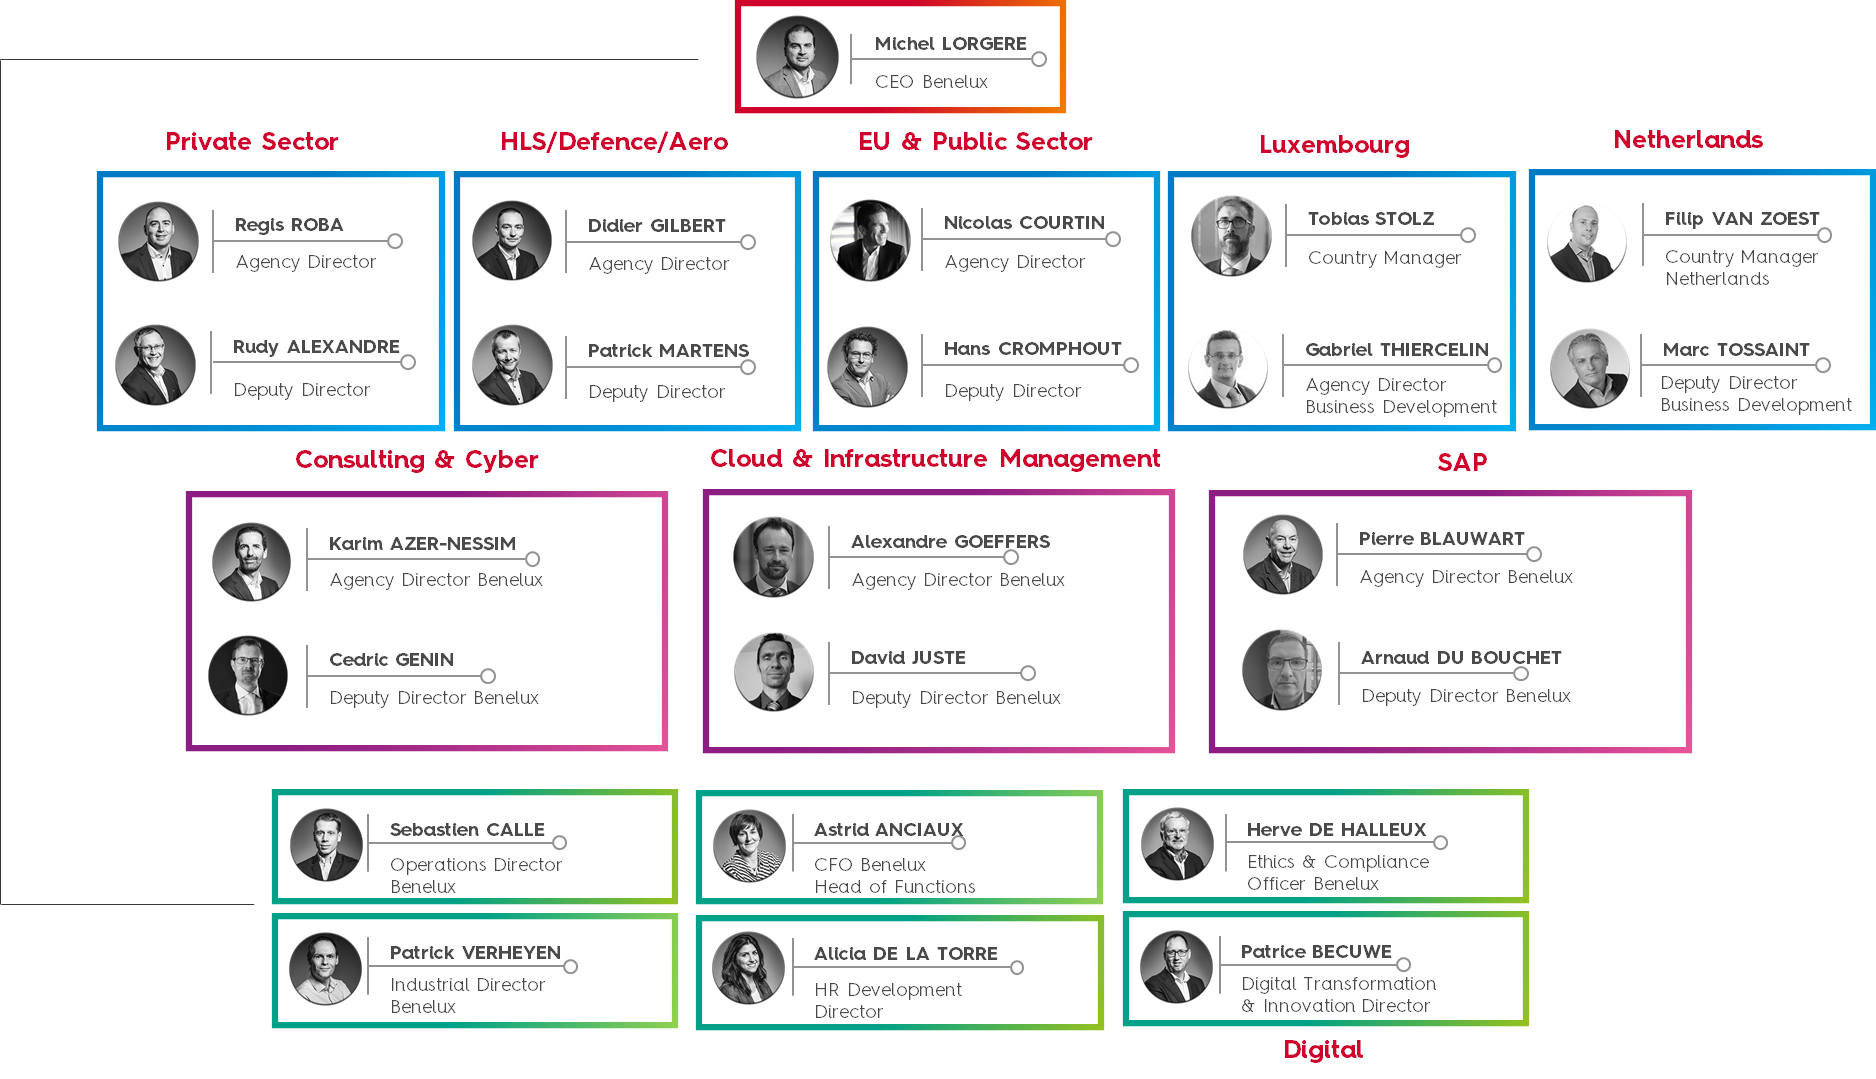 Michel LORGERE
CEO Benelux
Private Sector
HLS/Defence/Aero
EU & Public Sector
Luxembourg
Netherlands
Regis ROBA
Agency Director
Rudy ALEXANDRE
Deputy Director
Didier GILBERT
Agency Director
Patrick MARTENS
Deputy Director
Nicolas COURTIN
Agency Director
Hans CROMPHOUT
Deputy Director
Tobias STOLZ
Country Manager
Gabriel THIERCELIN
Agency Director
Business Development
Filip VAN ZOEST
Country Manager
Netherlands
Marc TOSSAINT
Deputy Director
Business Development
Consulting & Cyber
Cloud & Infrastructure Management
SAP
Karim AZER-NESSIM
Agency Director Benelux
Cedric GENIN
Deputy Director Benelux
Alexandre GOEFFERS
Agency Director Benelux
David JUSTE
Deputy Director Benelux
Pierre BLAUWART
Agency Director Benelux
Arnaud DU BOUCHET
Deputy Director Benelux
Sebastien CALLE
Operations Director
Benelux
Astrid ANCIAUX
CFO Benelux
Head of Functions
Herve DE HALLEUX
Ethics & Compliance
Officer Benelux
Patrick VERHEYEN
Industrial Director
Benelux
Alicia DE LA TORRE
HR Development
Director
Patrice BECUWE
Digital Transformation
& Innovation Director
Digital